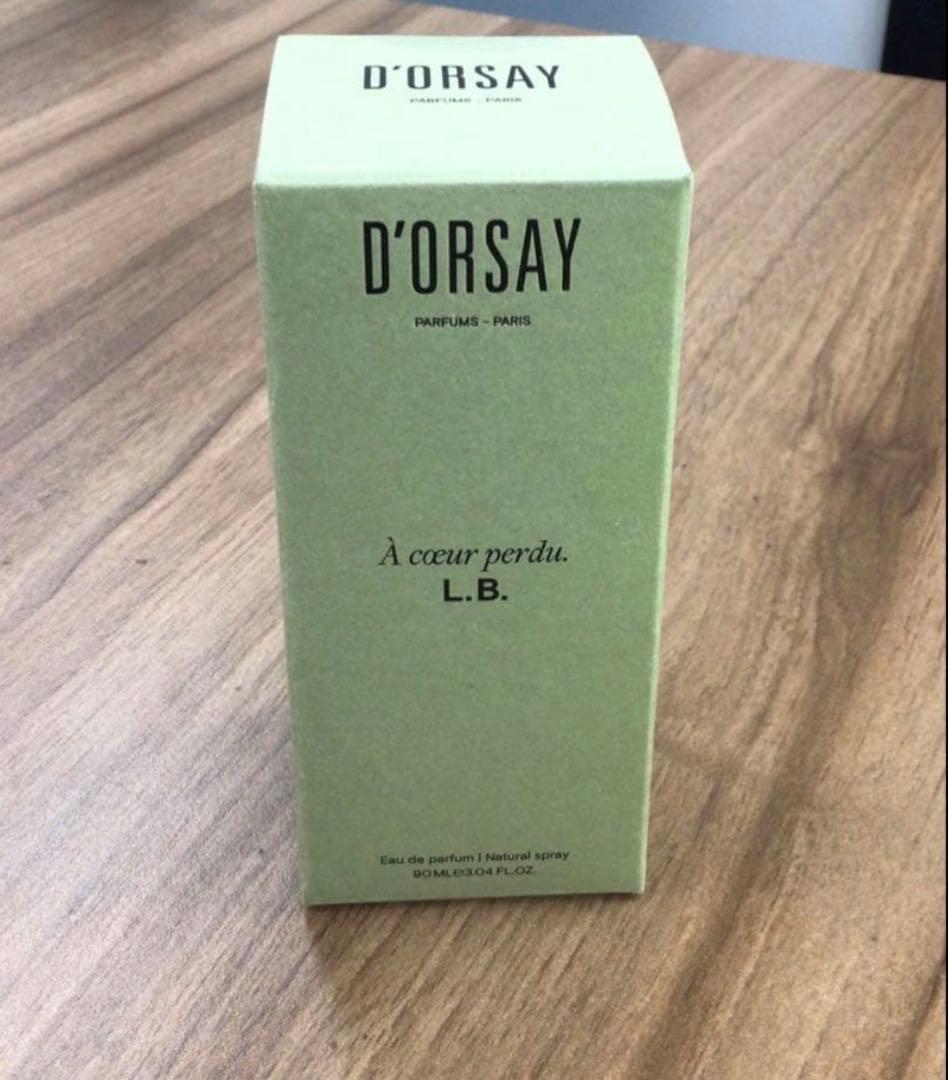 D'ORSAY
PARFUMS - PARIS
D'ORSAY
PARFUMS - PARIS
À cœur perdu.
L.B.
Eau de parfum | Natural spray
90 ML℮3.04 FL.OZ.